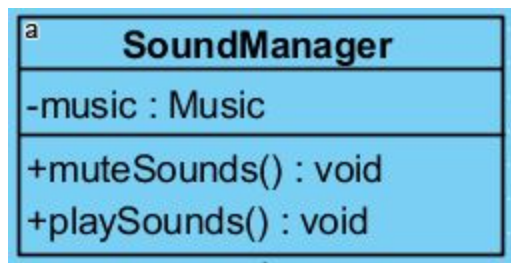 a
SoundManager
-music : Music
+muteSounds() : void
+playSounds() : void